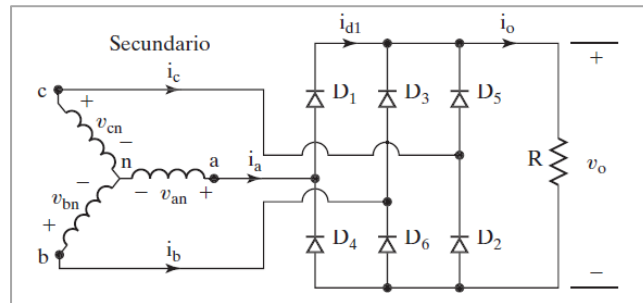 Secundario
i_d1
i_o
c
i_c
+
D_1
D_3
D_5
+
v_cn
−
n
a
i_a
R
v_o
−
v_bn
−
v_an
+
+
D_4
D_6
D_2
b
i_b
−